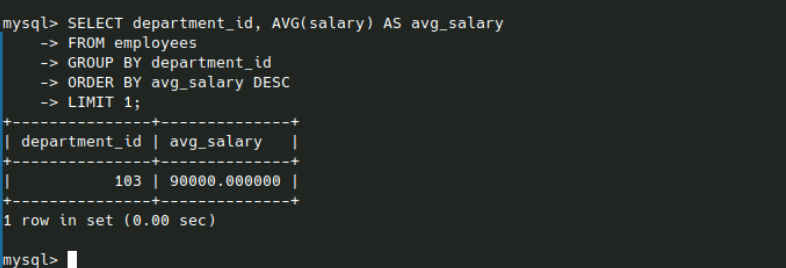 mysql> SELECT department_id, AVG(salary) AS avg_salary
    -> FROM employees
    -> GROUP BY department_id
    -> ORDER BY avg_salary DESC
    -> LIMIT 1;
+---------------+--------------+
| department_id | avg_salary   |
+---------------+--------------+
|           103 | 90000.000000 |
+---------------+--------------+
1 row in set (0.00 sec)
mysql>